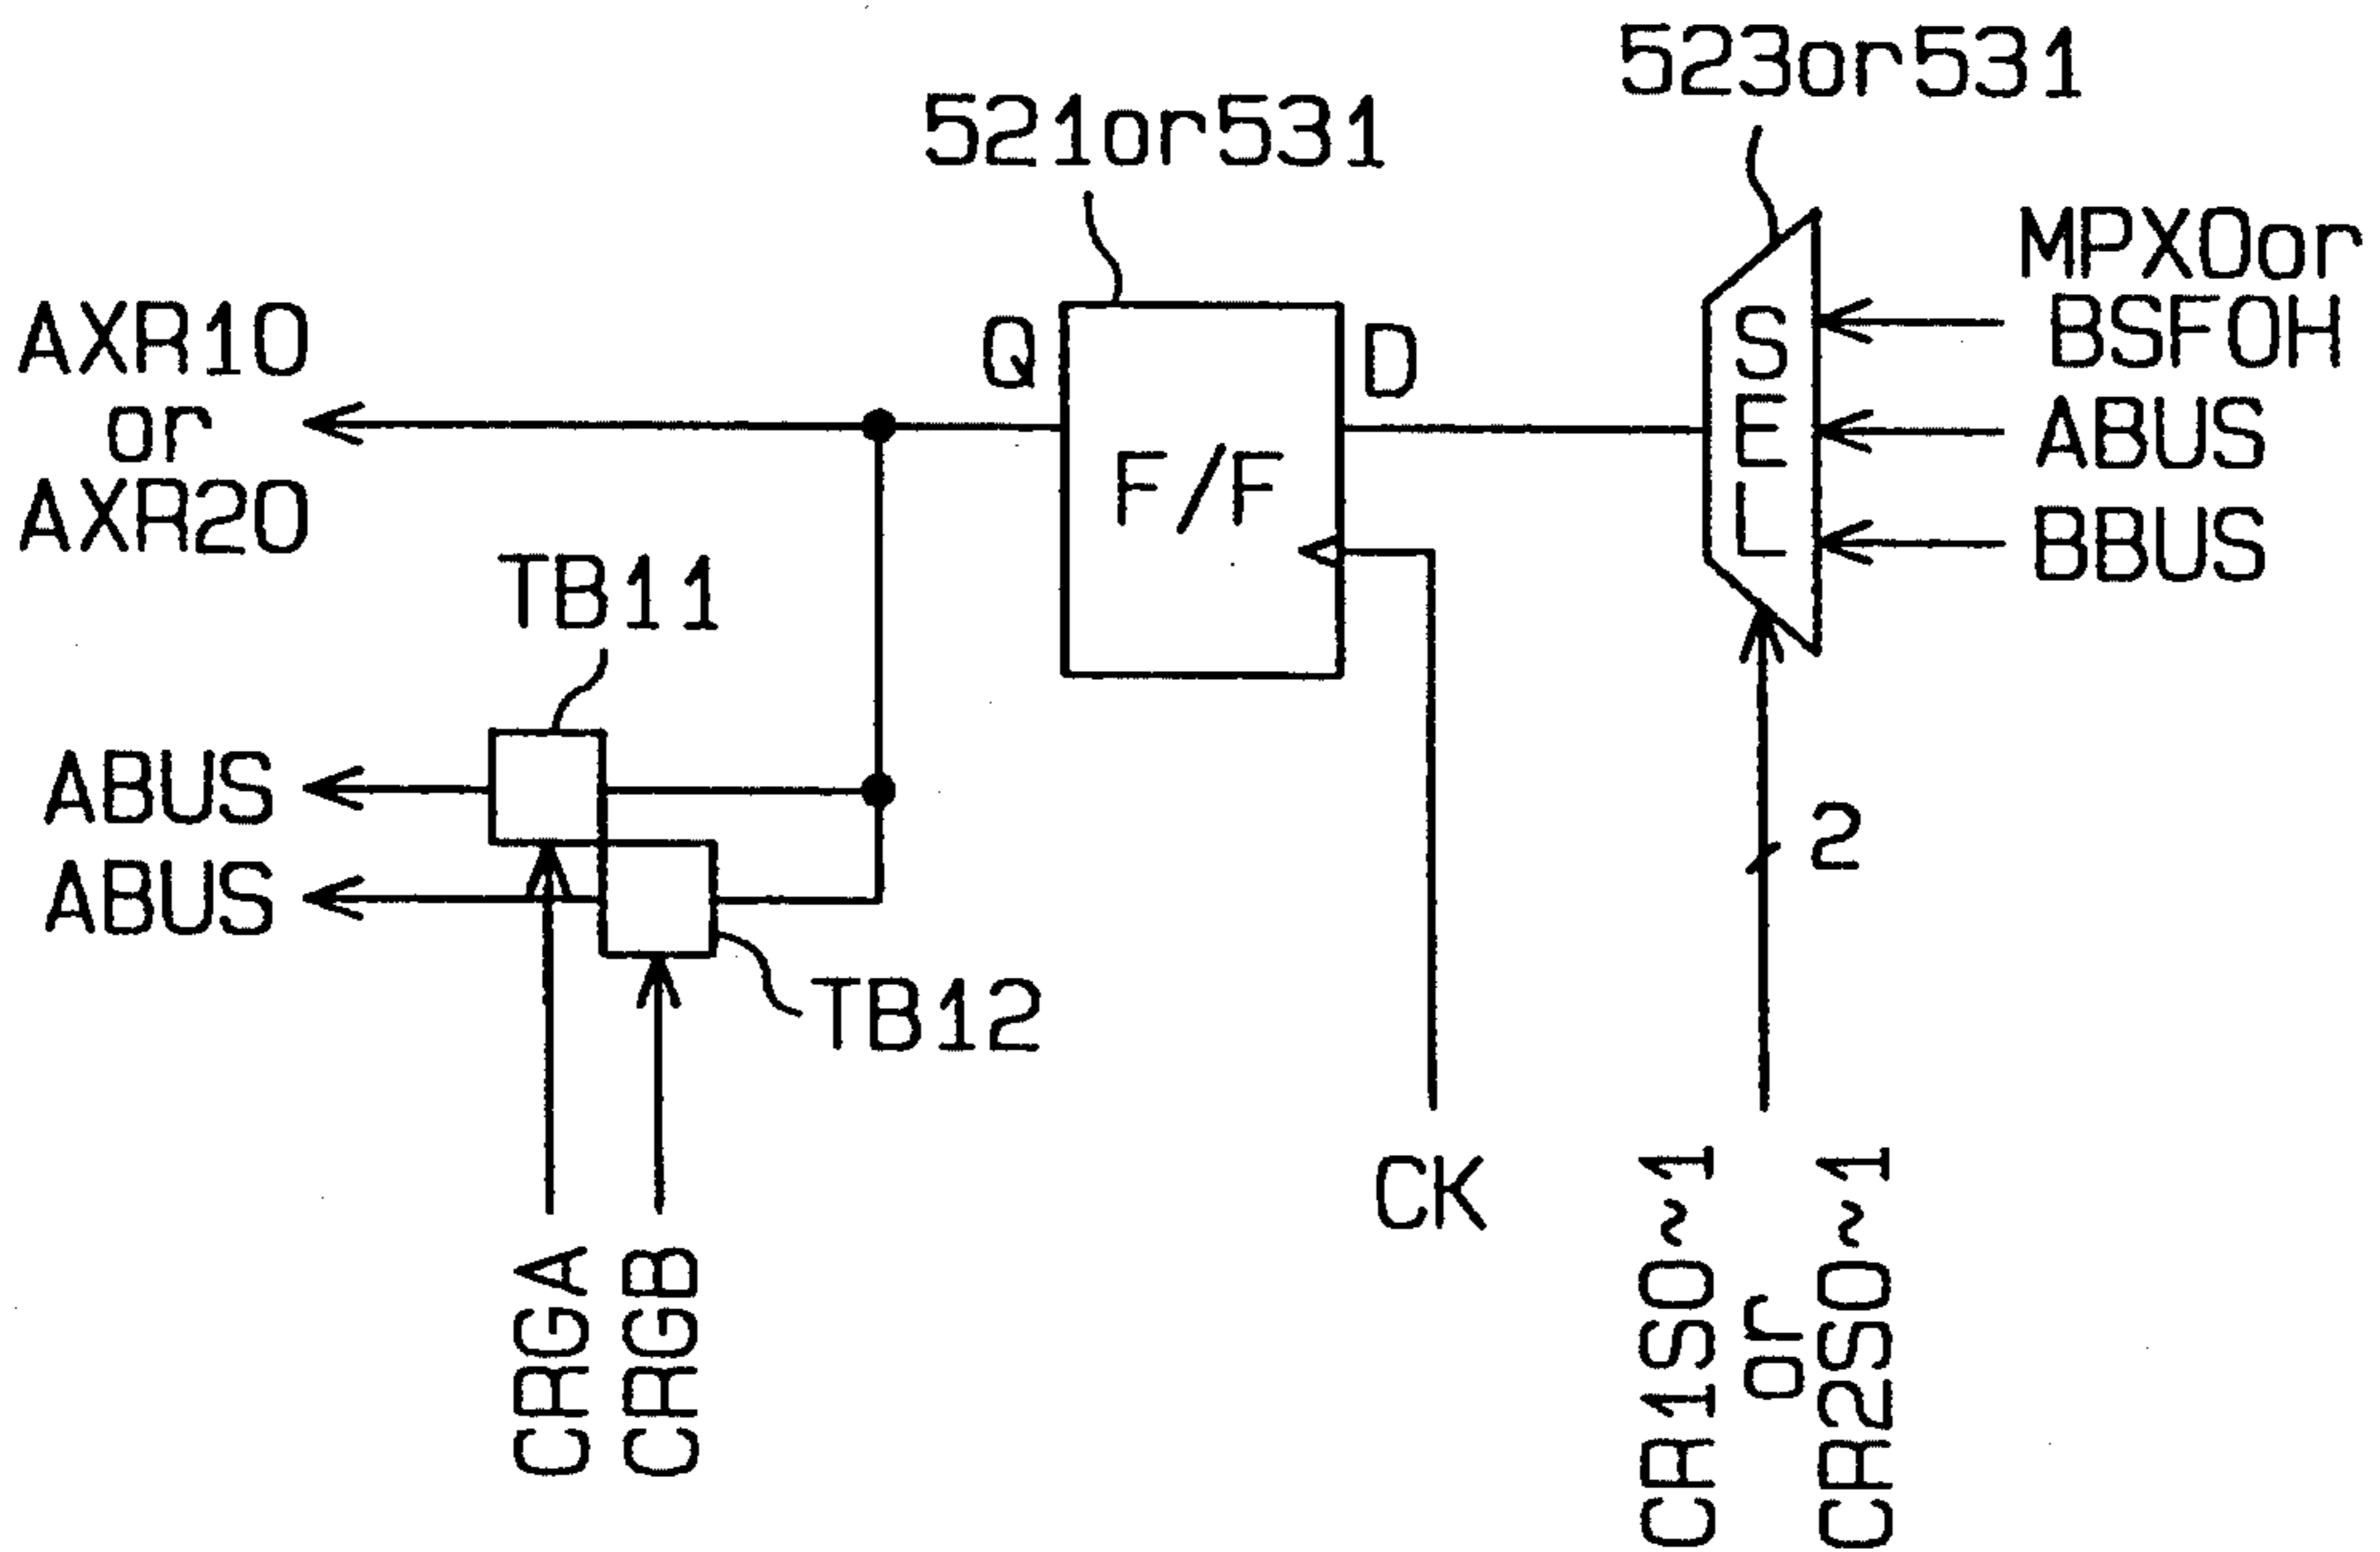 523or531
521or531
MPX0or
BSF0H
ABUS
BBUS
SEL
AXR10
or
AXR20
Q
D
F/F
TB11
ABUS
ABUS
TB12
2
CK
CRGA
CRGB
CR1S0~1
or
CR2S0~1